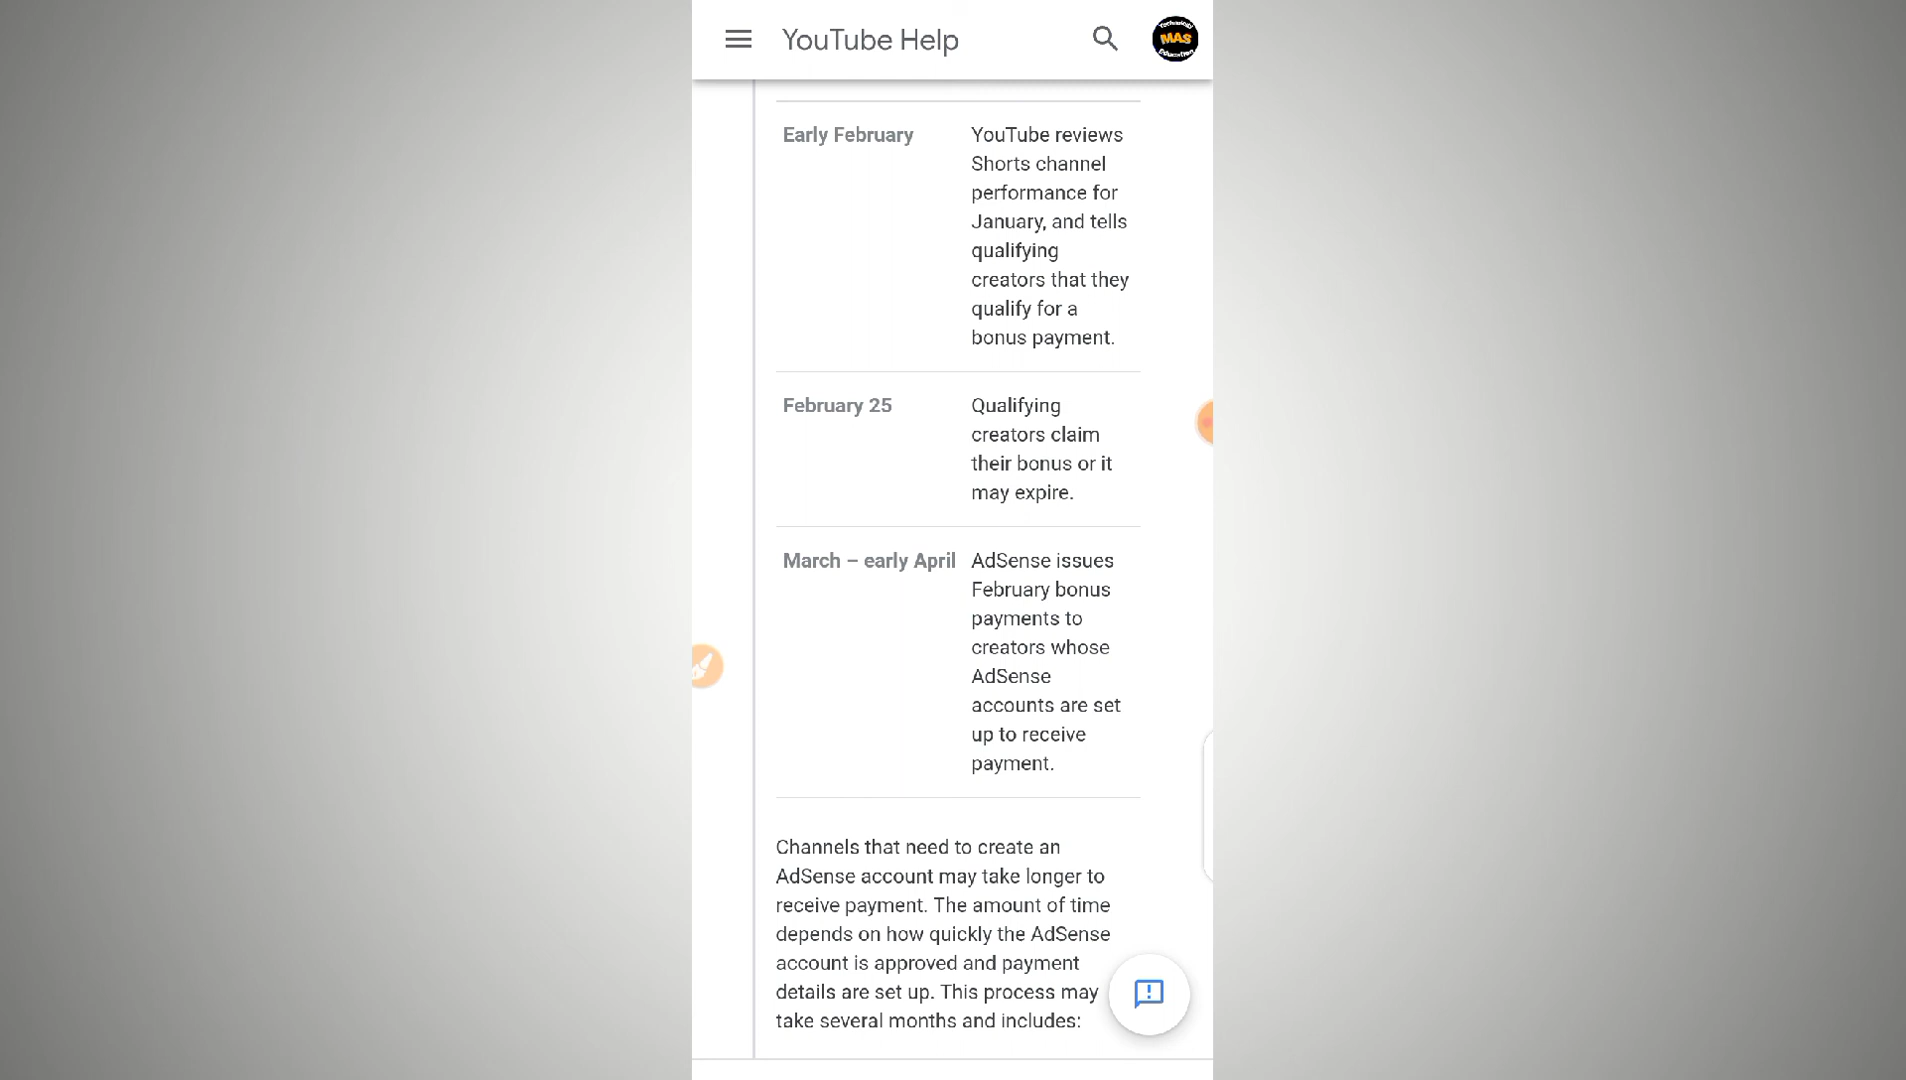 YouTube Help
Technical
MAS
Education
Early February
YouTube reviews
Shorts channel
performance for
January, and tells
qualifying
creators that they
qualify for a
bonus payment.
February 25
Qualifying
creators claim
their bonus or it
may expire.
March – early April
AdSense issues
February bonus
payments to
creators whose
AdSense
accounts are set
up to receive
payment.
Channels that need to create an
AdSense account may take longer to
receive payment. The amount of time
depends on how quickly the AdSense
account is approved and payment
details are set up. This process may
take several months and includes: